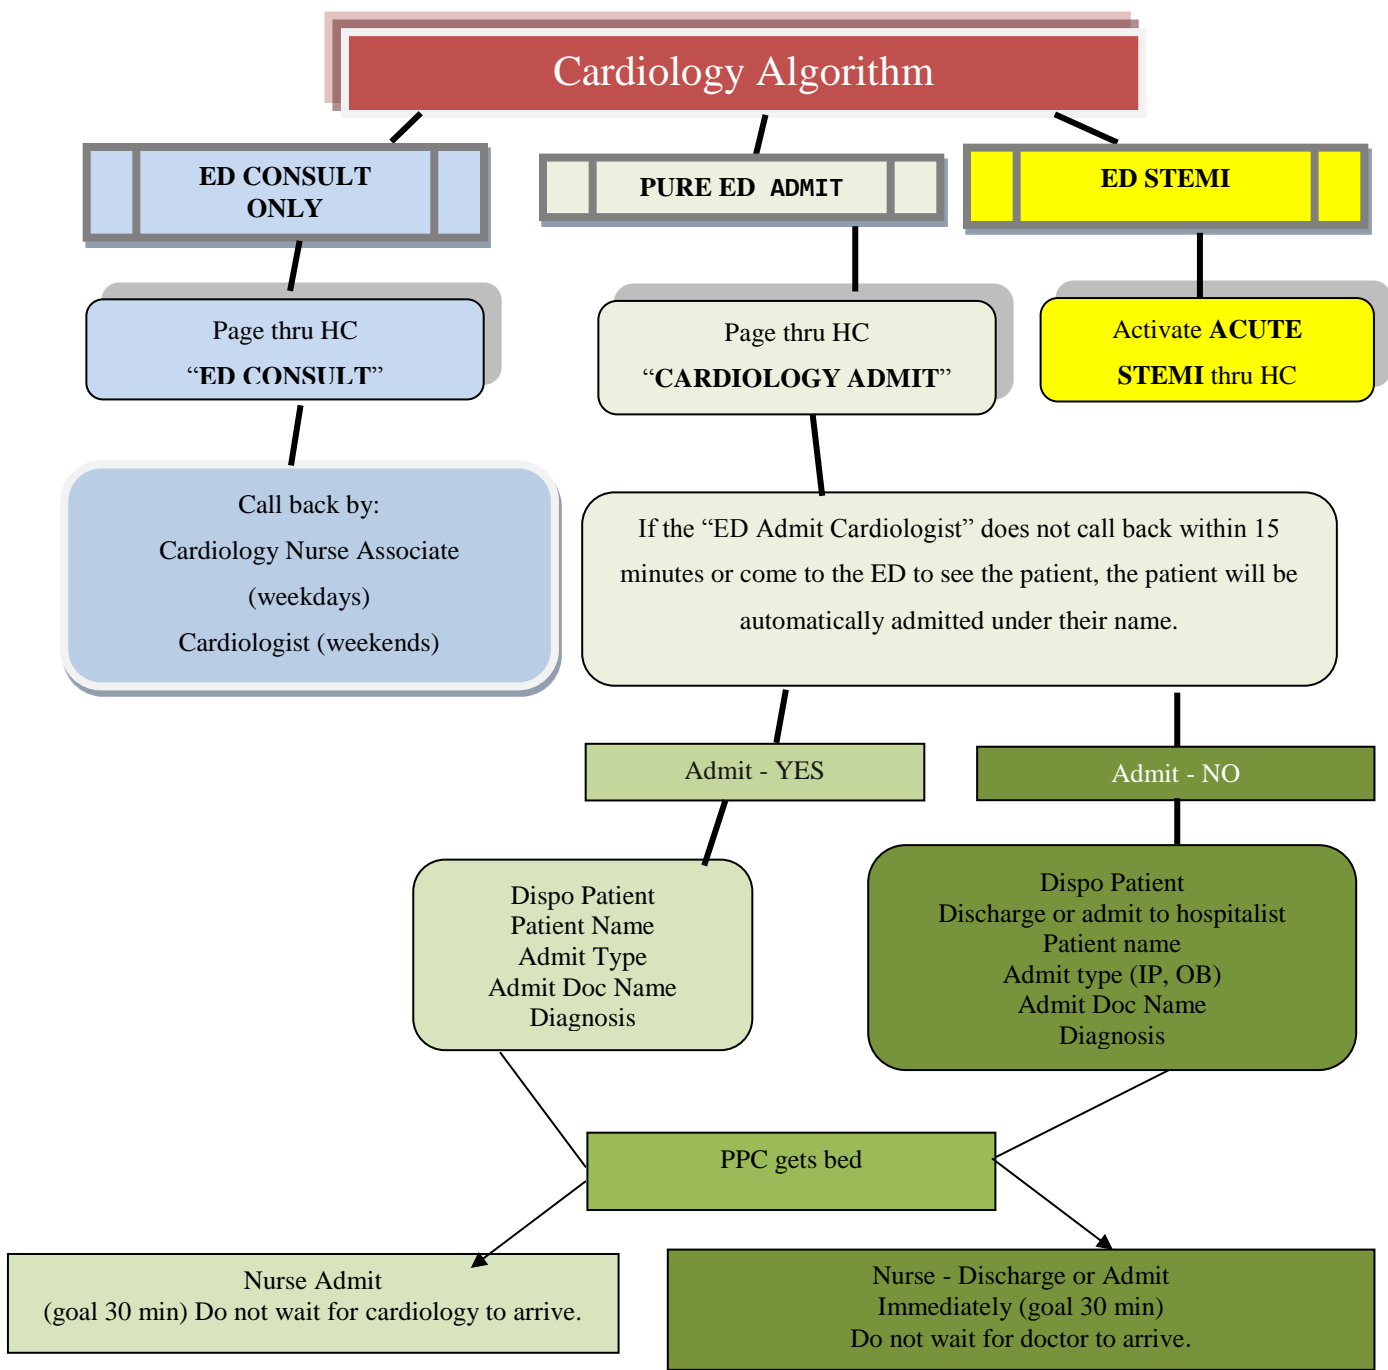 Cardiology Algorithm
ED CONSULT
ONLY
PURE ED ADMIT
ED STEMI
Page thru HC
“ED CONSULT”
Page thru HC
“CARDIOLOGY ADMIT”
Activate ACUTE
STEMI thru HC
Call back by:
Cardiology Nurse Associate
(weekdays)
Cardiologist (weekends)
If the “ED Admit Cardiologist” does not call back within 15
minutes or come to the ED to see the patient, the patient will be
automatically admitted under their name.
Admit - YES
Admit - NO
Dispo Patient
Patient Name
Admit Type
Admit Doc Name
Diagnosis
Dispo Patient
Discharge or admit to hospitalist
Patient name
Admit type (IP, OB)
Admit Doc Name
Diagnosis
PPC gets bed
Nurse Admit
(goal 30 min) Do not wait for cardiology to arrive.
Nurse - Discharge or Admit
Immediately (goal 30 min)
Do not wait for doctor to arrive.